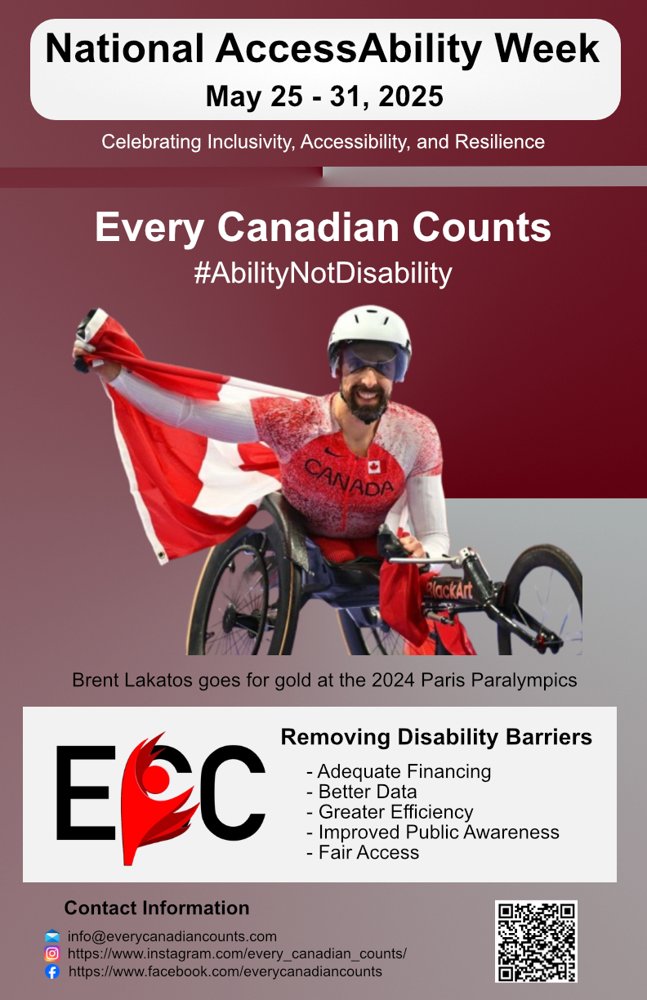 National AccessAbility Week
May 25 - 31, 2025
Celebrating Inclusivity, Accessibility, and Resilience
Every Canadian Counts
#AbilityNotDisability
CANADA
BlackArt
Brent Lakatos goes for gold at the 2024 Paris Paralympics
ECC
Removing Disability Barriers
- Adequate Financing
- Better Data
- Greater Efficiency
- Improved Public Awareness
- Fair Access
Contact Information
info@everycanadiancounts.com
https://www.instagram.com/every_canadian_counts/
https://www.facebook.com/everycanadiancounts